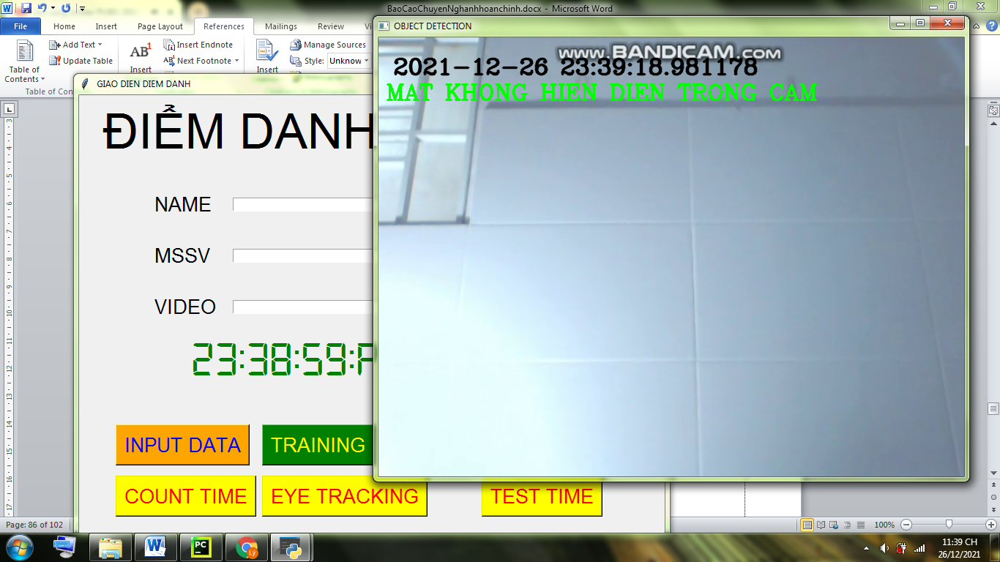 BaoCaoChuyenNghanhhoanchinh.docx - Microsoft Word
File Home Insert Page Layout References Mailings Review
Table of Contents
Add Text
Update Table
Table of Con
AB1
Insert
Insert Endnote
Next Footnote
Insert
Manage Sources
Style: Unknow
GIAO DIEN DIEM DANH
ĐIỂM DANH
NAME
MSSV
VIDEO
23:38:59:P
INPUT DATA
TRAINING
COUNT TIME
EYE TRACKING
TEST TIME
OBJECT DETECTION
www.BANDICAM.com
2021-12-26 23:39:18.981178
MAT KHONG HIEN DIEN TRONG CAM
Page: 86 of 102
100%
PC
Lý
11:39 CH
26/12/2021